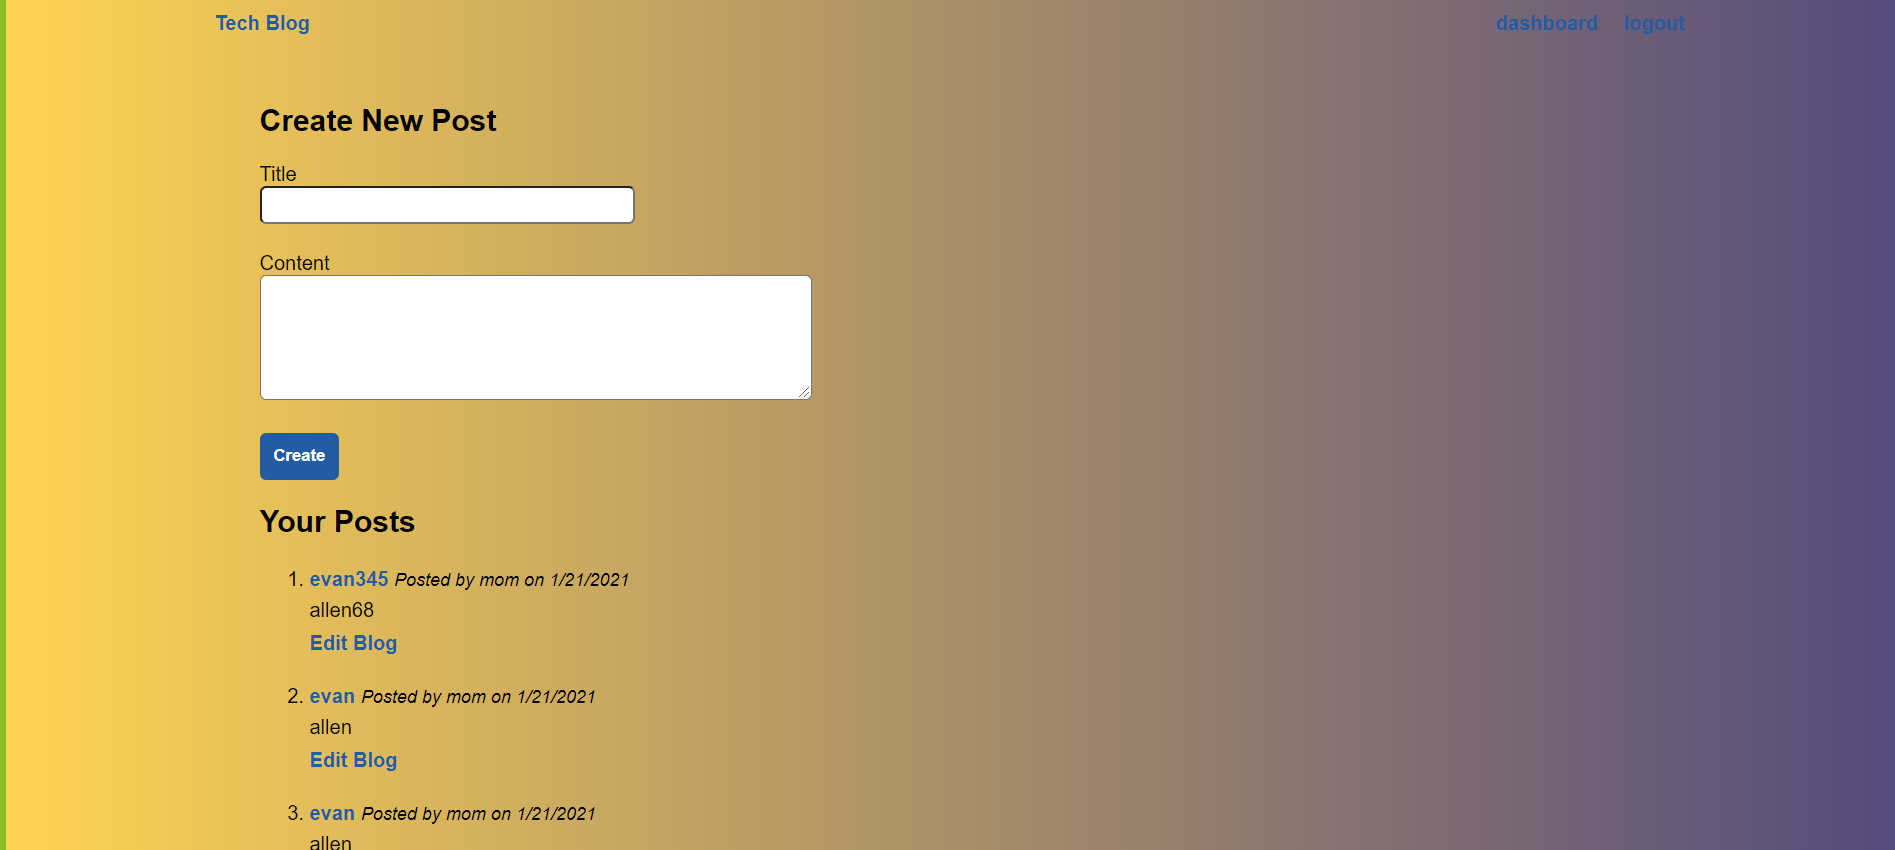 Tech Blog dashboard logout
Create New Post
Title
Content
Create
Your Posts
1. evan345 Posted by mom on 1/21/2021
allen68
Edit Blog
2. evan Posted by mom on 1/21/2021
allen
Edit Blog
3. evan Posted by mom on 1/21/2021
allen